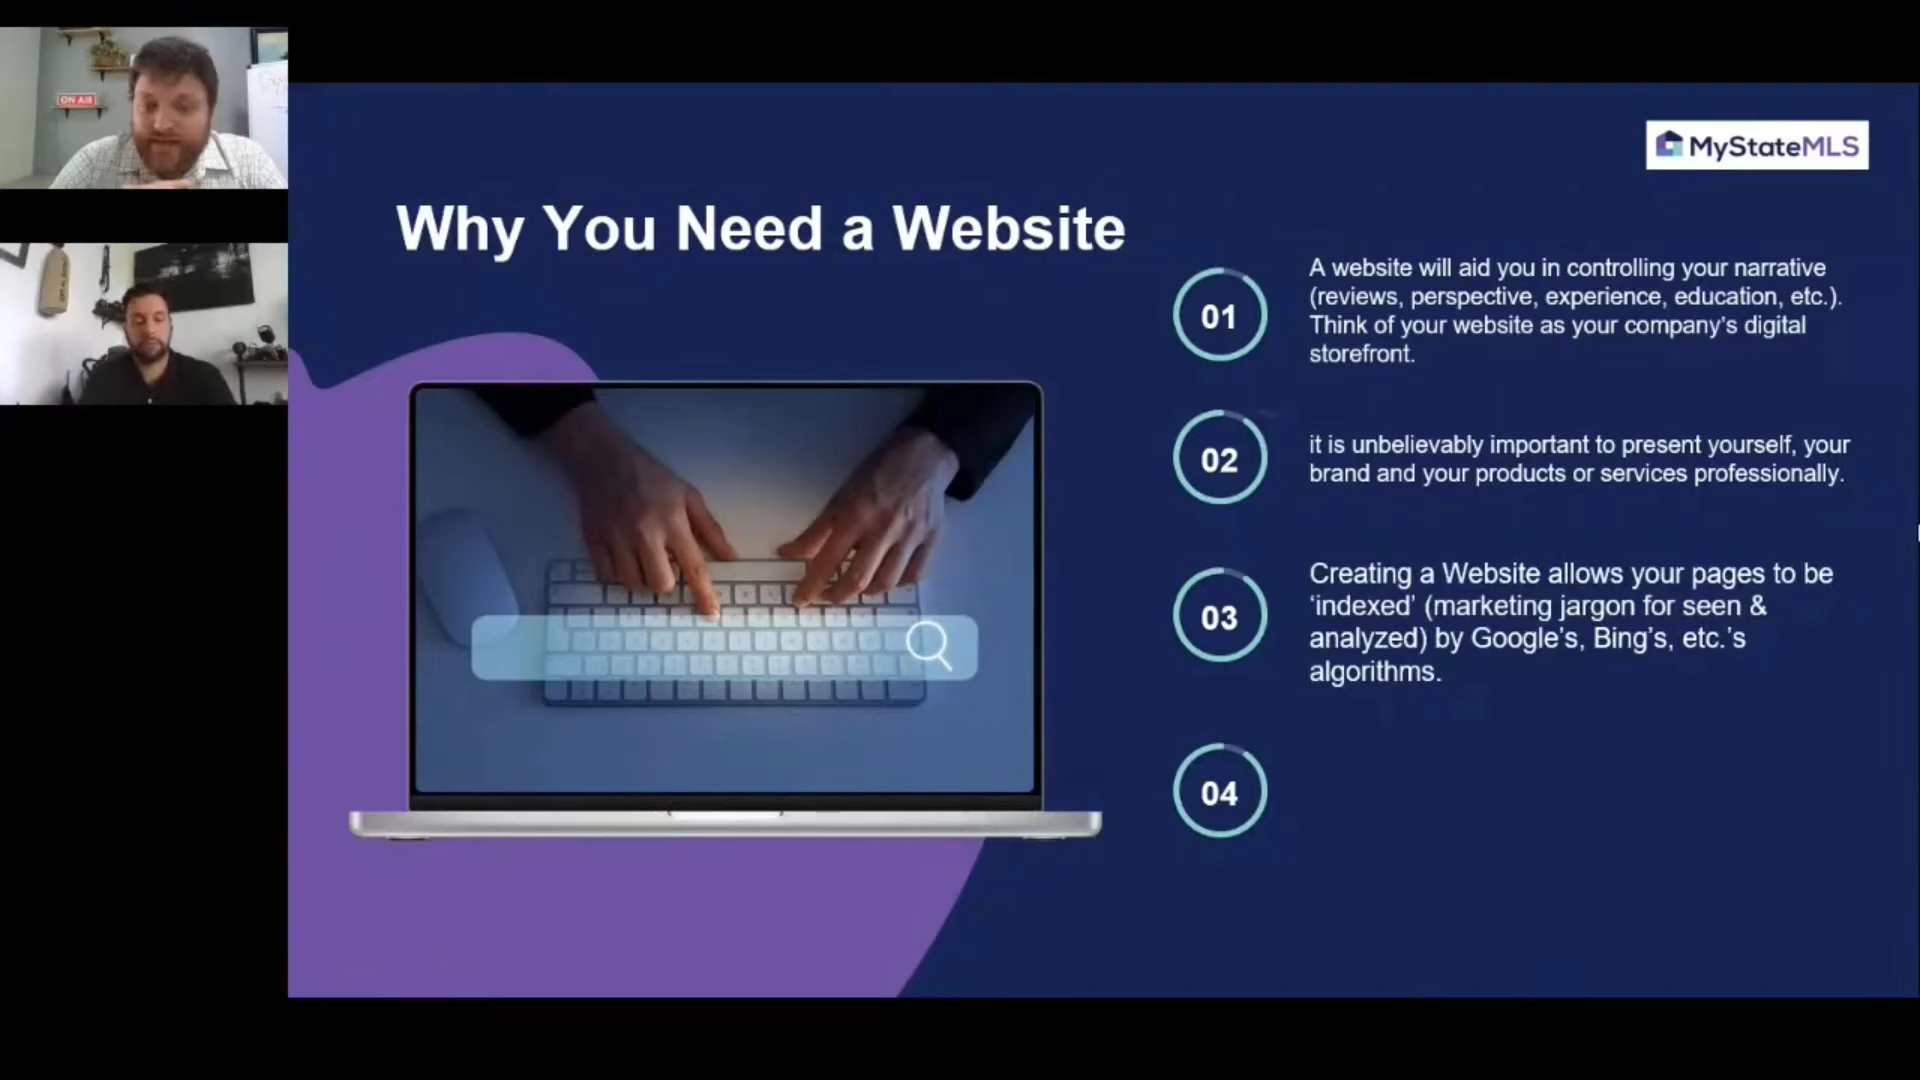 ON AIR
MyStateMLS
Why You Need a Website
01
A website will aid you in controlling your narrative
(reviews, perspective, experience, education, etc.).
Think of your website as your company's digital
storefront.
02
it is unbelievably important to present yourself, your
brand and your products or services professionally.
03
Creating a Website allows your pages to be
‘indexed’ (marketing jargon for seen &
analyzed) by Google’s, Bing’s, etc.’s
algorithms.
04